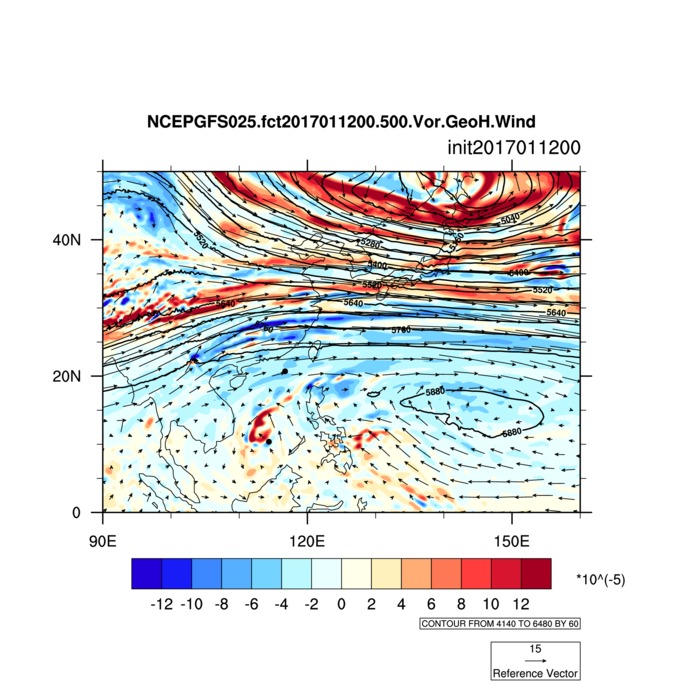 NCEPGFS025.fct2017011200.500.Vor.GeoH.Wind
init2017011200
5040
5280
5520
5400
5400
5520
5640
5640
5640
5760
5880
5880
40N
20N
0
90E 120E 150E
-12 -10 -8 -6 -4 -2 0 2 4 6 8 10 12
*10^(-5)
CONTOUR FROM 4140 TO 6480 BY 60
15
Reference Vector